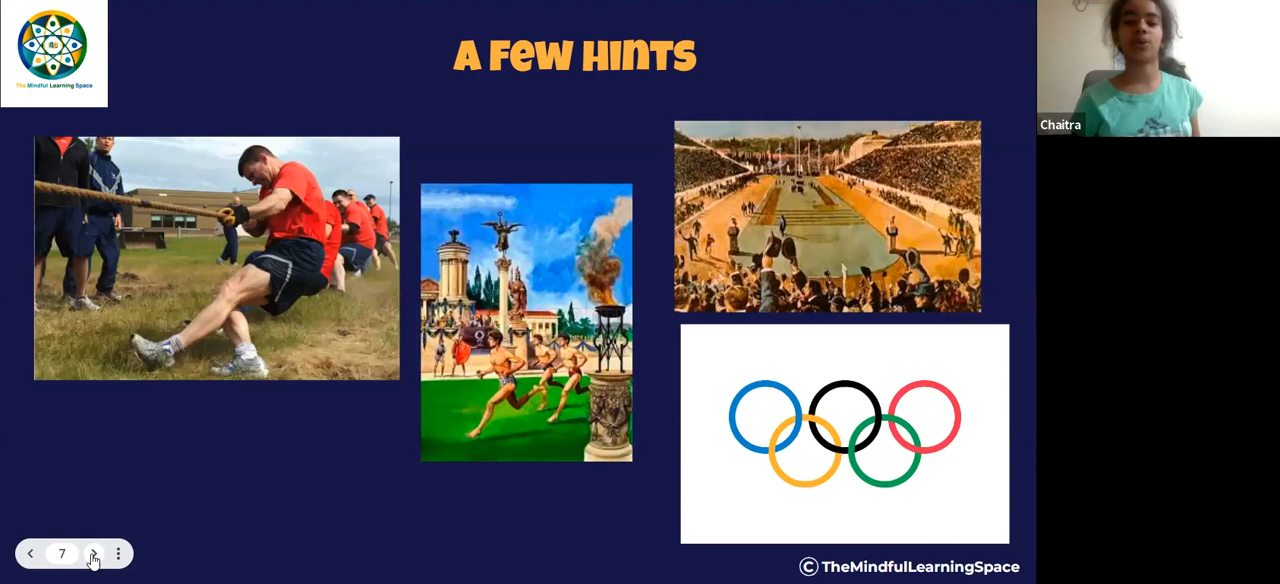 The Mindful Learning Space
A FEW HINTS
Chaitra
7
© TheMindfulLearningSpace